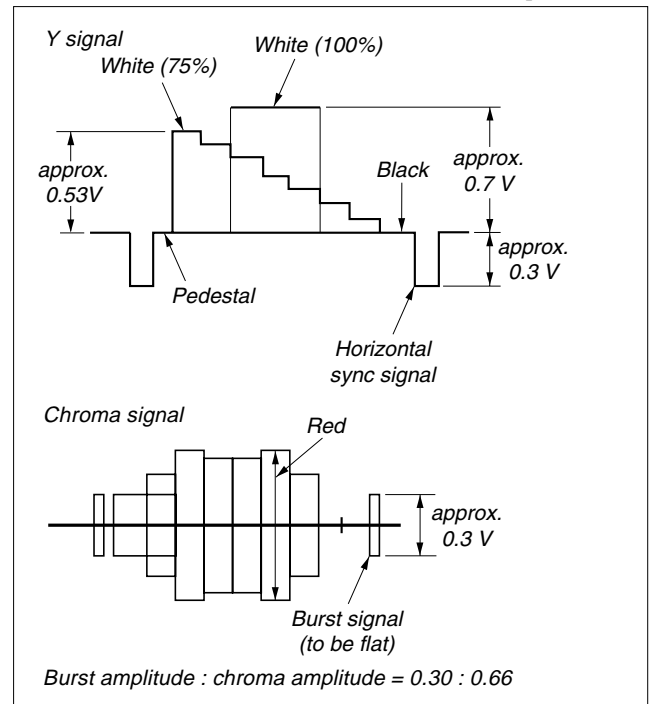 Y signal
White (100%)
White (75%)
approx.
0.53V
Black
approx.
0.7 V
approx.
0.3 V
Pedestal
Horizontal
sync signal
Chroma signal
Red
approx.
0.3 V
Burst signal
(to be flat)
Burst amplitude : chroma amplitude = 0.30 : 0.66